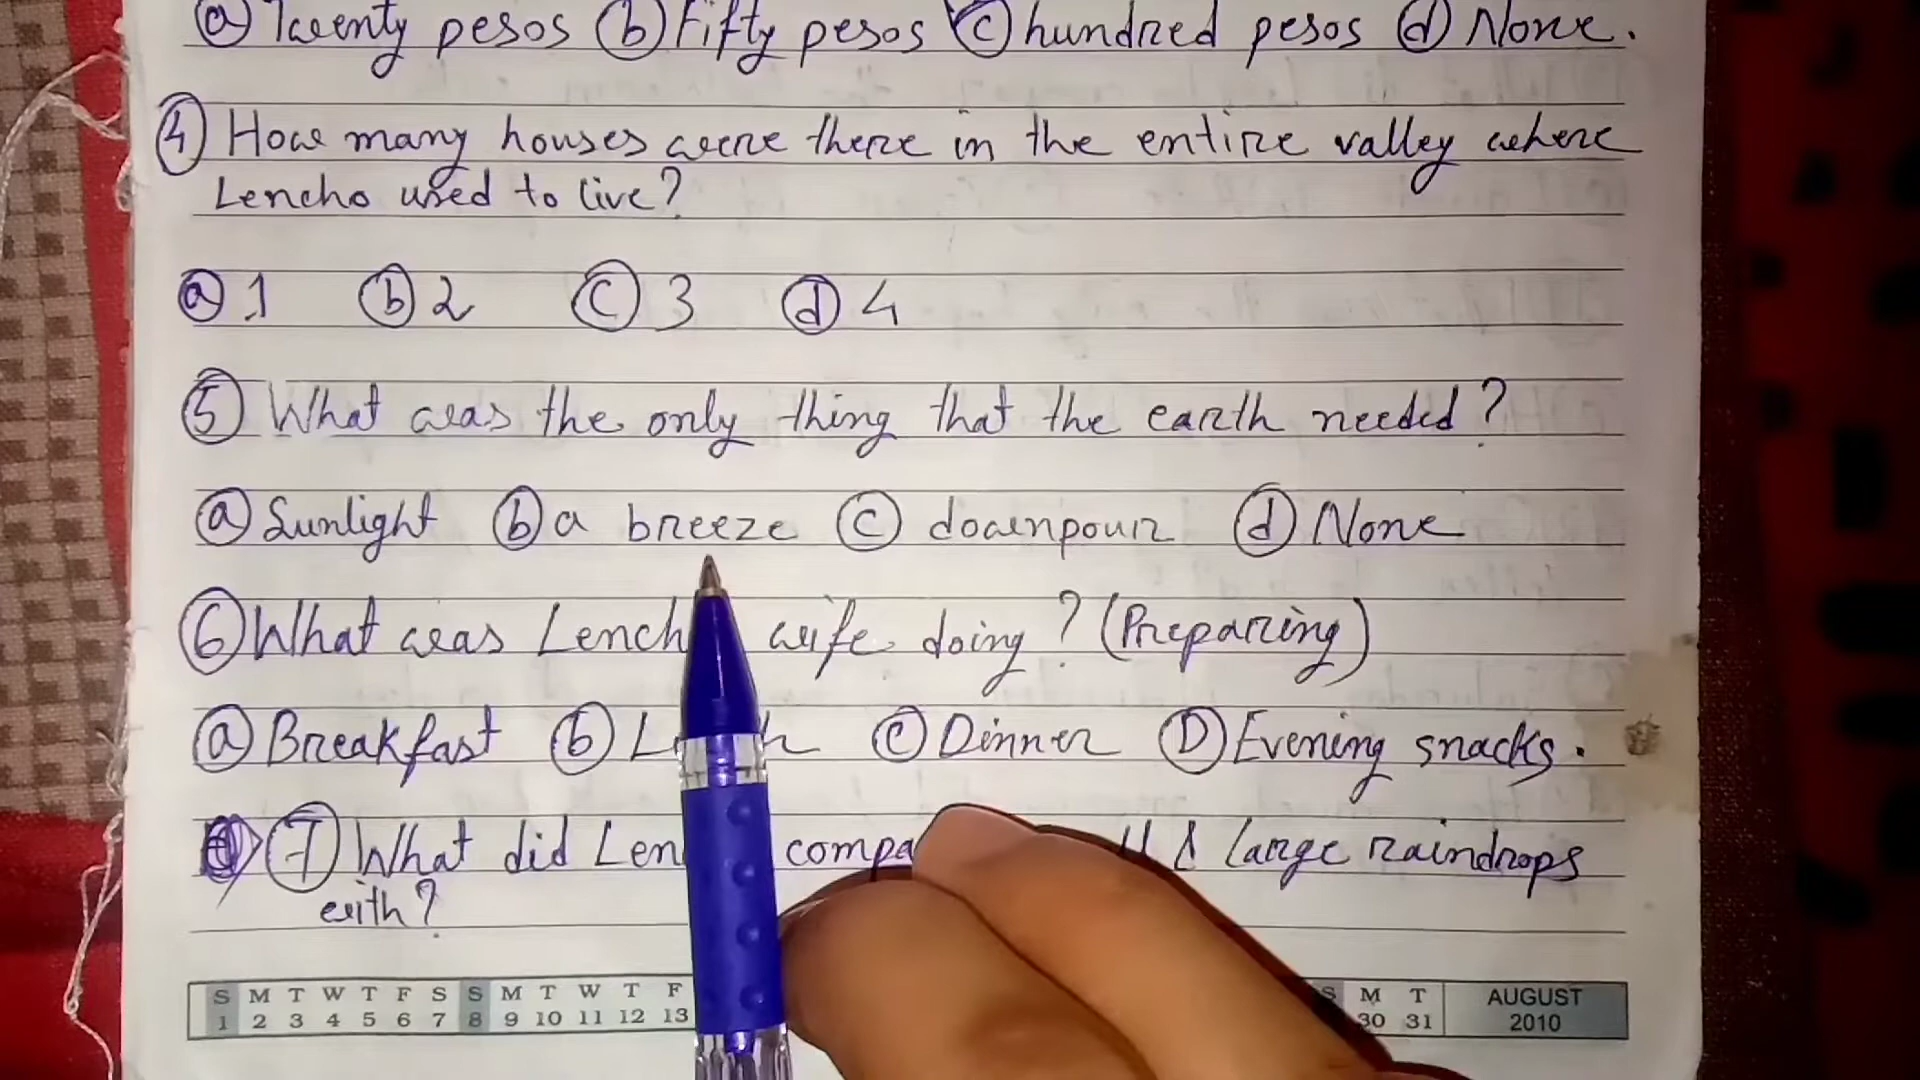 ⓐ Twenty pesos ⓑ Fifty pesos ⓒ hundred pesos ⓓ None.
④ How many houses were there in the entire valley where
Lencho used to live?
ⓐ 1 ⓑ 2 ⓒ 3 ⓓ 4
⑤ What was the only thing that the earth needed?
ⓐ Sunlight ⓑ a breeze ⓒ downpour ⓓ None
⑥ What was wife doing? (Preparing)
ⓐ Breakfast ⓑ ⓒ Dinner Ⓓ Evening snacks.
⑦ What did large raindrops
with?
S M T W T F S S M T W T F M T AUGUST
1 2 3 4 5 6 7 8 9 10 11 12 13 30 31 2010